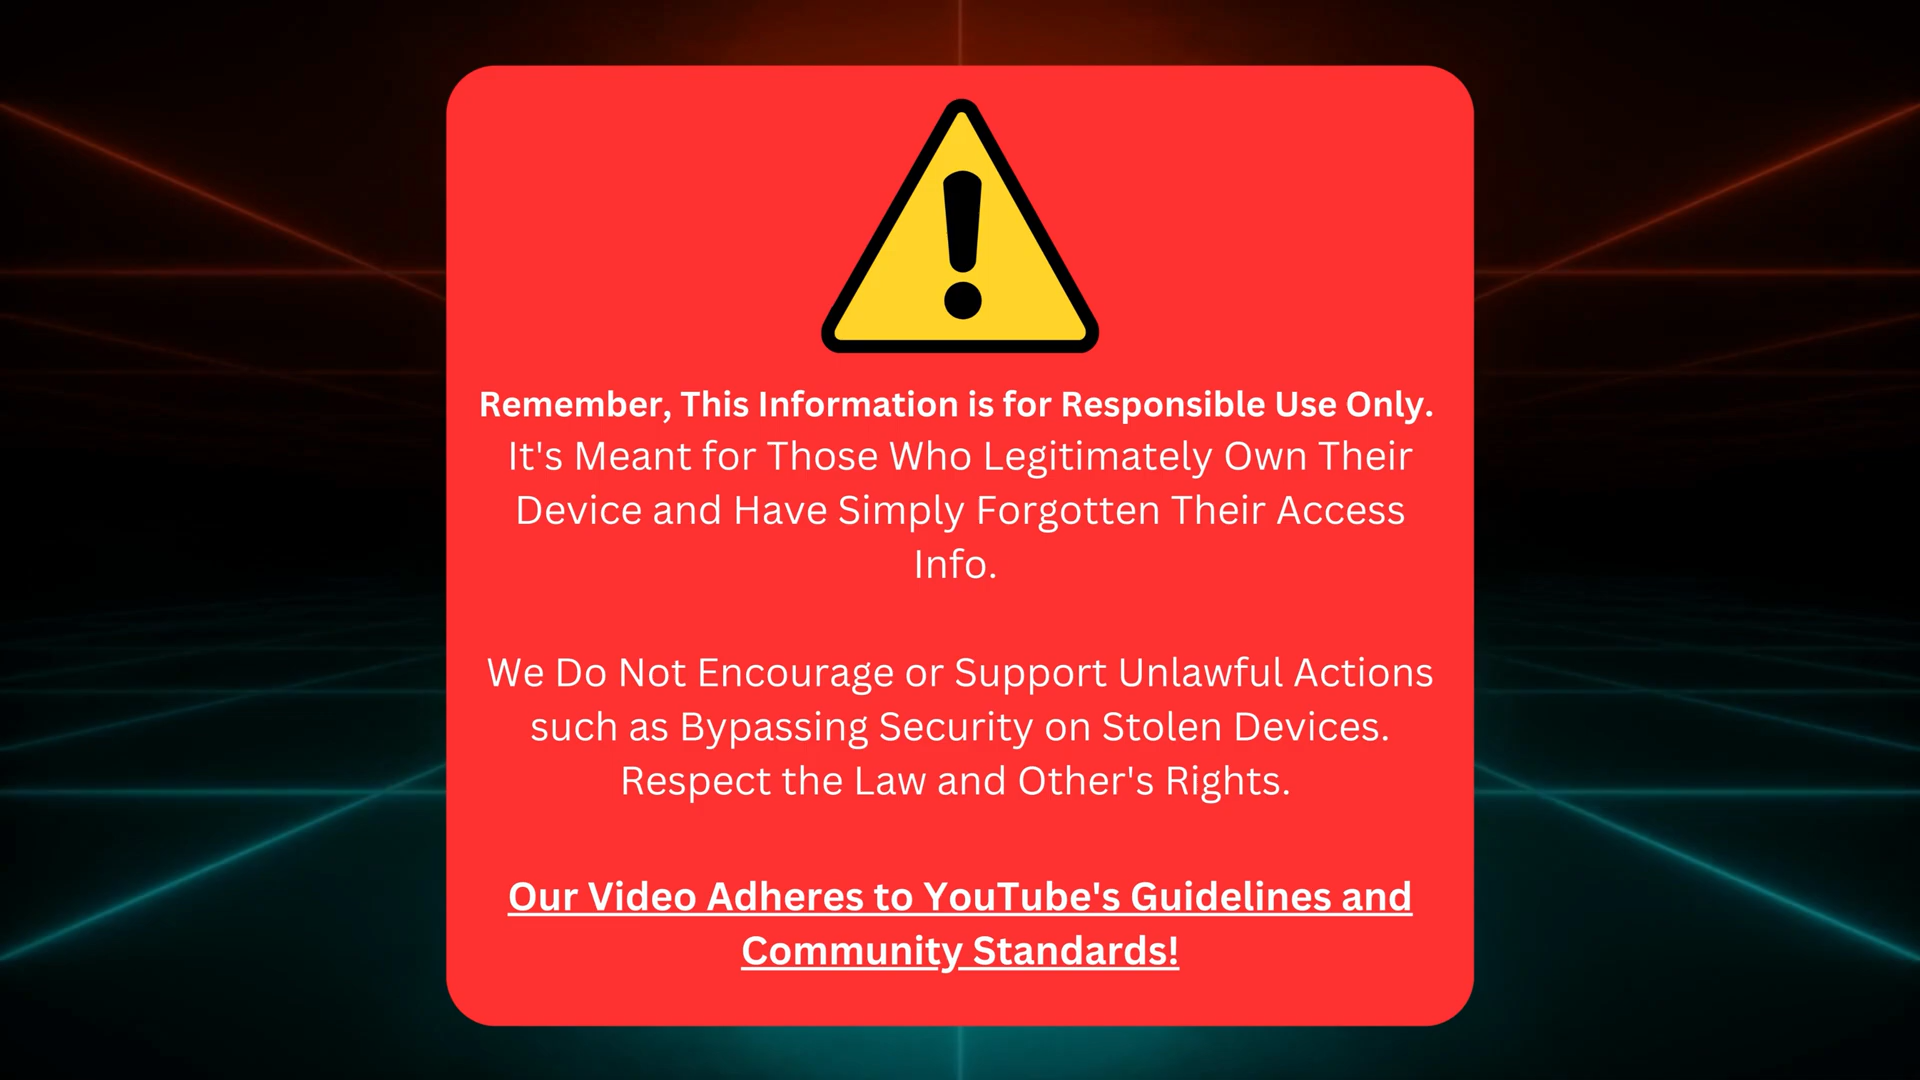 Remember, This Information is for Responsible Use Only.
It's Meant for Those Who Legitimately Own Their
Device and Have Simply Forgotten Their Access
Info.
We Do Not Encourage or Support Unlawful Actions
such as Bypassing Security on Stolen Devices.
Respect the Law and Other's Rights.
Our Video Adheres to YouTube's Guidelines and
Community Standards!